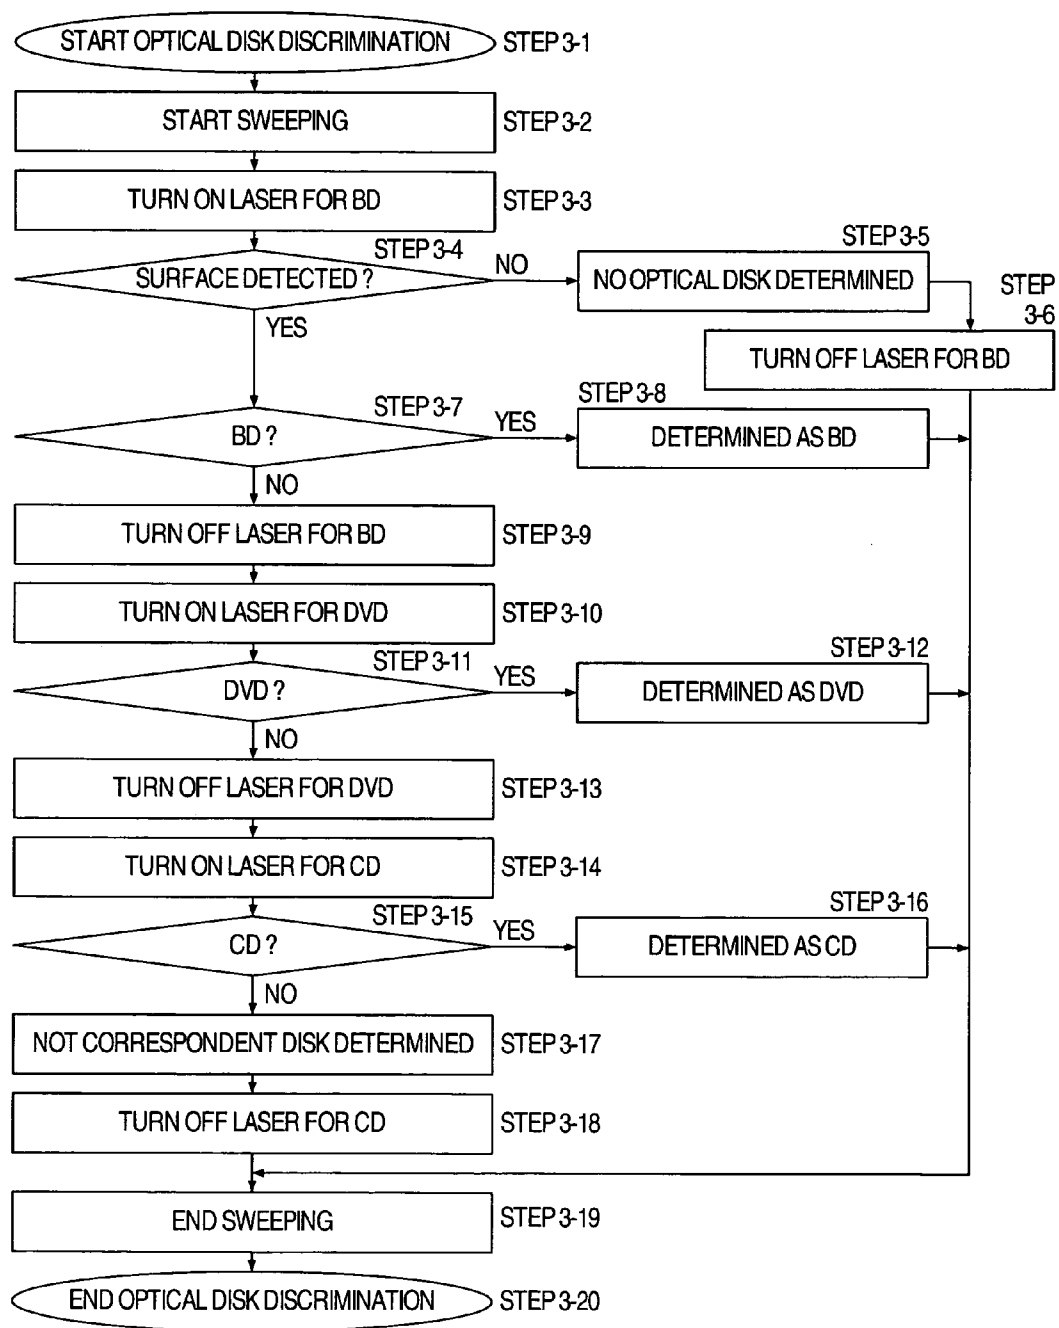 START OPTICAL DISK DISCRIMINATION STEP 3-1
START SWEEPING STEP 3-2
TURN ON LASER FOR BD STEP 3-3
STEP 3-4
SURFACE DETECTED ?
NO
YES
STEP 3-5
NO OPTICAL DISK DETERMINED
STEP
3-6
TURN OFF LASER FOR BD
STEP 3-7
BD ?
YES
NO
STEP 3-8
DETERMINED AS BD
TURN OFF LASER FOR BD STEP 3-9
TURN ON LASER FOR DVD STEP 3-10
STEP 3-11
DVD ?
YES
NO
STEP 3-12
DETERMINED AS DVD
TURN OFF LASER FOR DVD STEP 3-13
TURN ON LASER FOR CD STEP 3-14
STEP 3-15
CD ?
YES
NO
STEP 3-16
DETERMINED AS CD
NOT CORRESPONDENT DISK DETERMINED STEP 3-17
TURN OFF LASER FOR CD STEP 3-18
END SWEEPING STEP 3-19
END OPTICAL DISK DISCRIMINATION STEP 3-20